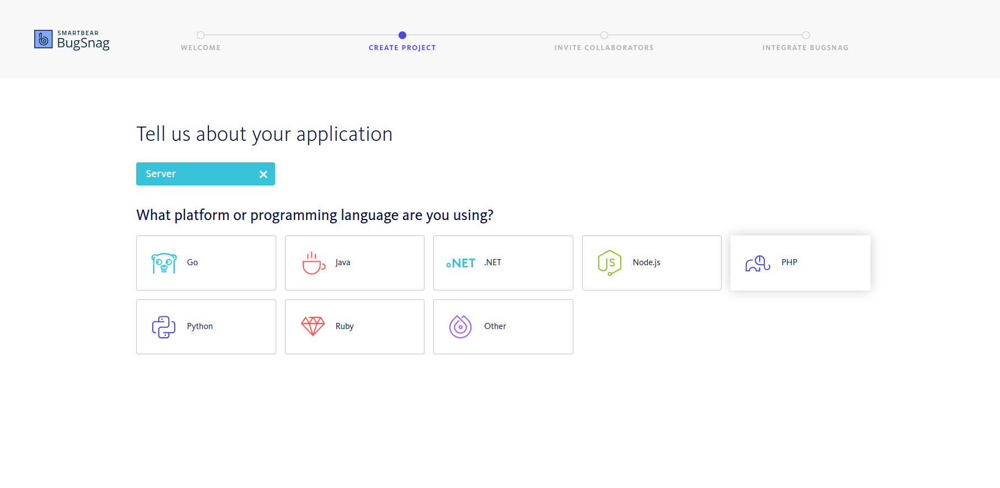 SMARTBEAR
BugSnag
WELCOME
CREATE PROJECT
INVITE COLLABORATORS
INTEGRATE BUGSNAG
Tell us about your application
Server
What platform or programming language are you using?
Go
Java
.NET .NET
JS Node.js
PHP
Python
Ruby
Other